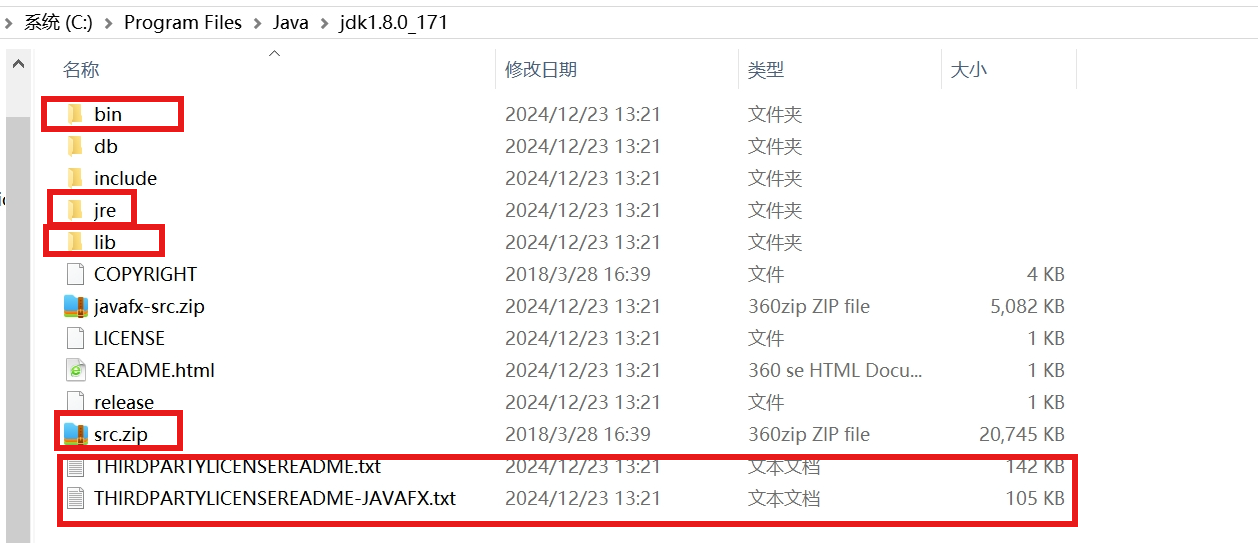 系统 (C:) > Program Files > Java > jdk1.8.0_171
名称 修改日期 类型 大小
bin 2024/12/23 13:21 文件夹
db 2024/12/23 13:21 文件夹
include 2024/12/23 13:21 文件夹
jre 2024/12/23 13:21 文件夹
lib 2024/12/23 13:21 文件夹
COPYRIGHT 2018/3/28 16:39 文件 4 KB
javafx-src.zip 2024/12/23 13:21 360zip ZIP file 5,082 KB
LICENSE 2024/12/23 13:21 文件 1 KB
README.html 2024/12/23 13:21 360 se HTML Docu... 1 KB
release 2024/12/23 13:21 文件 1 KB
src.zip 2018/3/28 16:39 360zip ZIP file 20,745 KB
THIRDPARTYLICENSEREADME.txt 2024/12/23 13:21 文本文档 142 KB
THIRDPARTYLICENSEREADME-JAVAFX.txt 2024/12/23 13:21 文本文档 105 KB